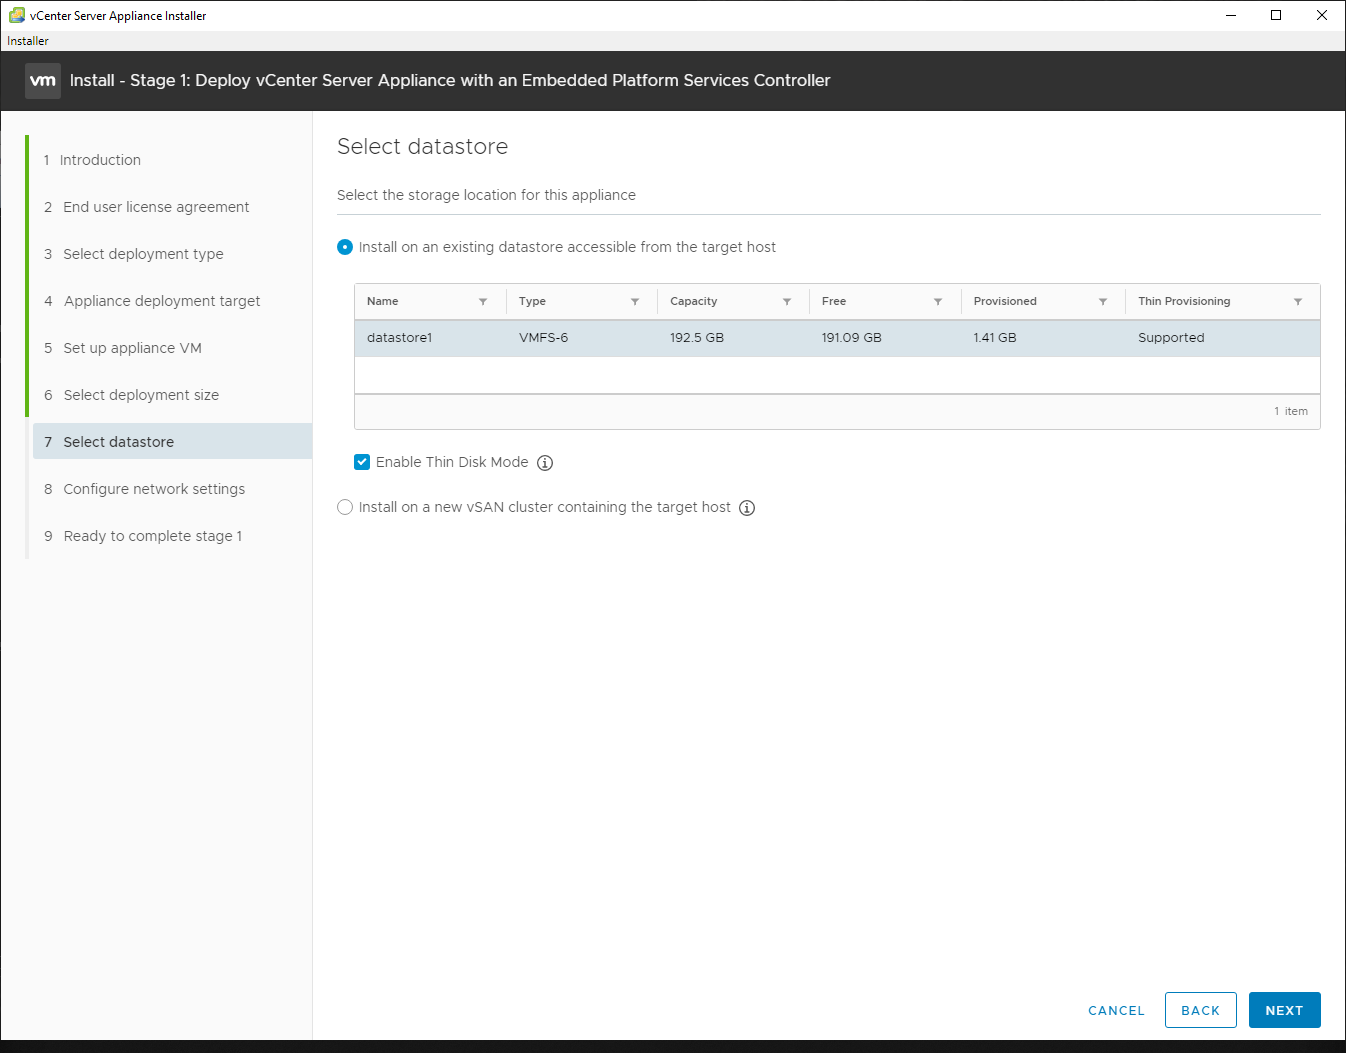 vCenter Server Appliance Installer
Installer
vm Install - Stage 1: Deploy vCenter Server Appliance with an Embedded Platform Services Controller
1 Introduction
2 End user license agreement
3 Select deployment type
4 Appliance deployment target
5 Set up appliance VM
6 Select deployment size
7 Select datastore
8 Configure network settings
9 Ready to complete stage 1
Select datastore
Select the storage location for this appliance
Install on an existing datastore accessible from the target host
Name Type Capacity Free Provisioned Thin Provisioning
datastore1 VMFS-6 192.5 GB 191.09 GB 1.41 GB Supported
1 item
Enable Thin Disk Mode
Install on a new vSAN cluster containing the target host
CANCEL BACK NEXT